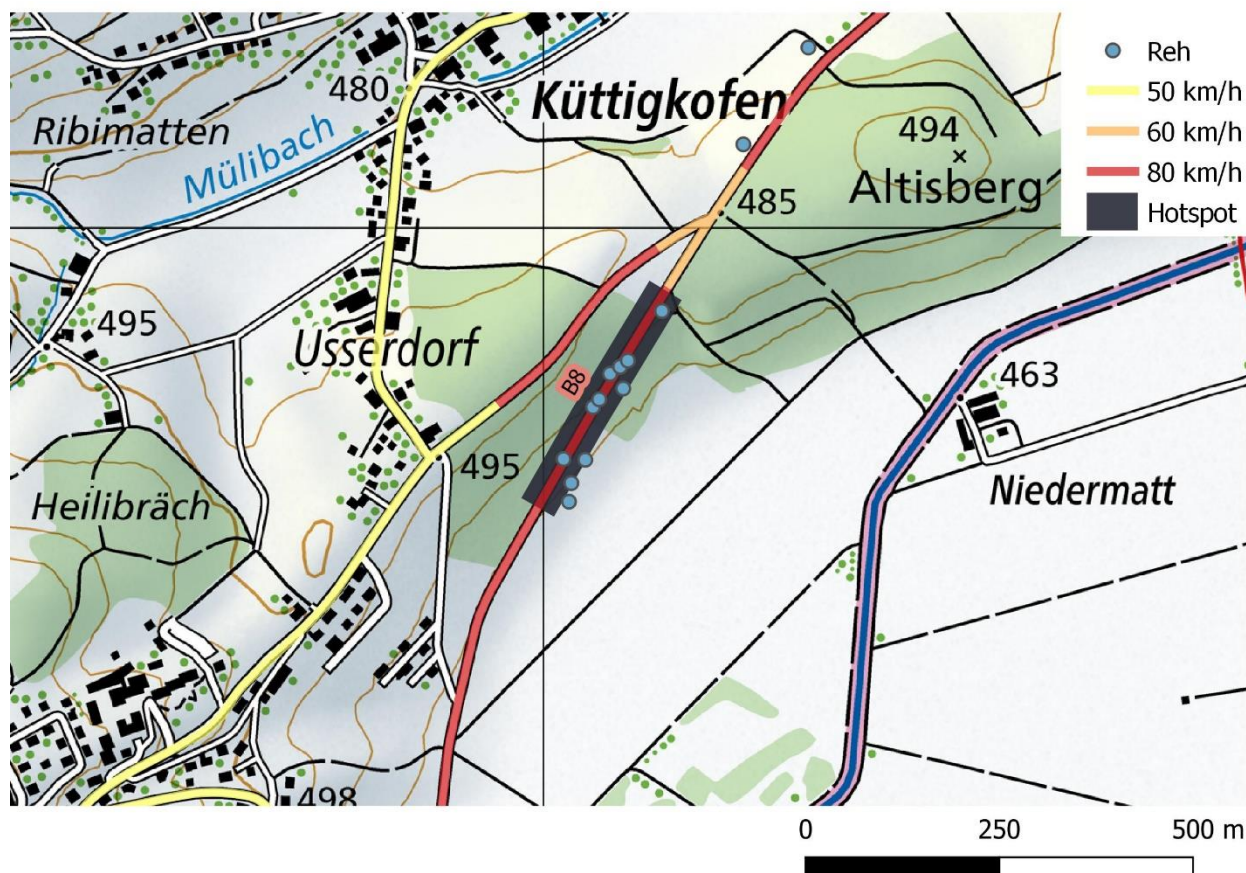 Reh
50 km/h
60 km/h
80 km/h
Hotspot
480
Küttigkofen
Ribimatten
Mülibach
494
Altisberg
485
495
Usserdorf
B8
463
495
Heilibräch
Niedermatt
498
0 250 500 m